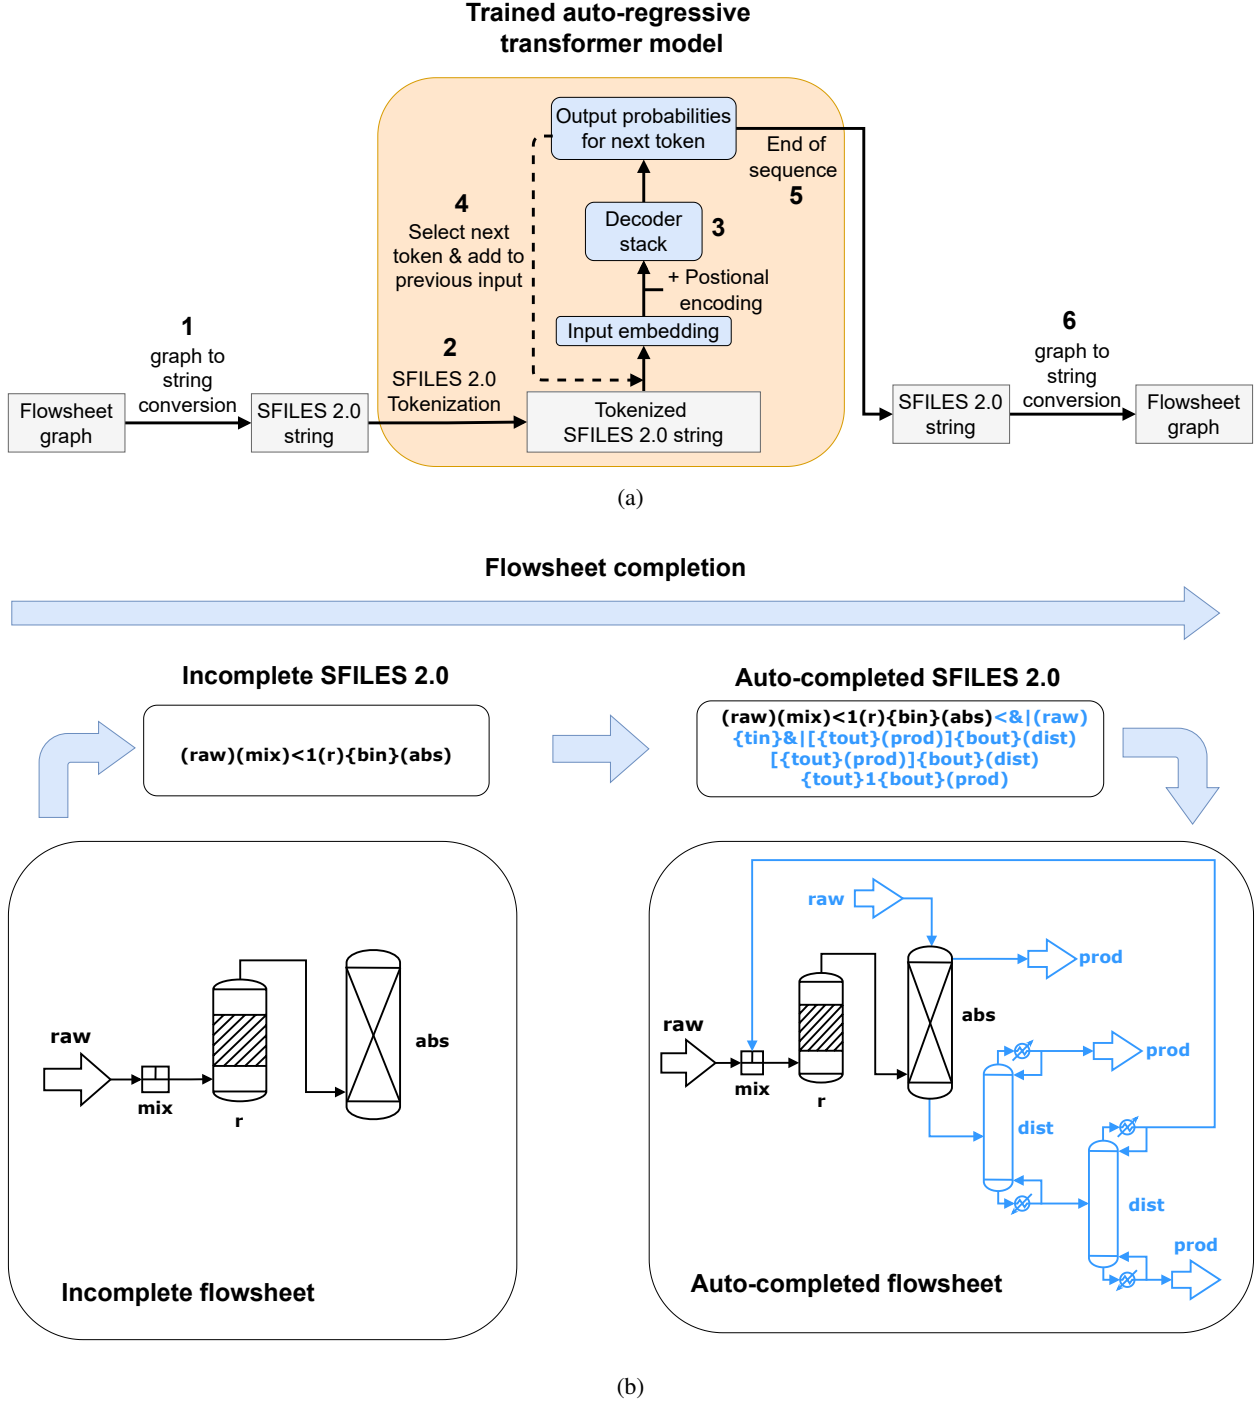 Trained auto-regressive
transformer model
Output probabilities
for next token
End of
sequence
5
4
Select next
token & add to
previous input
Decoder
stack
3
+ Postional
encoding
Input embedding
1
graph to
string
conversion
2
SFILES 2.0
Tokenization
6
graph to
string
conversion
Flowsheet
graph
SFILES 2.0
string
Tokenized
SFILES 2.0 string
SFILES 2.0
string
Flowsheet
graph
(a)
Flowsheet completion
Incomplete SFILES 2.0
(raw)(mix)<1(r){bin}(abs)
Auto-completed SFILES 2.0
(raw)(mix)<1(r){bin}(abs)<&|(raw)
{tin}&|[{tout}(prod)]{bout}(dist)
[{tout}(prod)]{bout}(dist)
{tout}1{bout}(prod)
raw
mix
r
abs
Incomplete flowsheet
raw
prod
abs
raw
mix
r
prod
dist
dist
prod
Auto-completed flowsheet
(b)